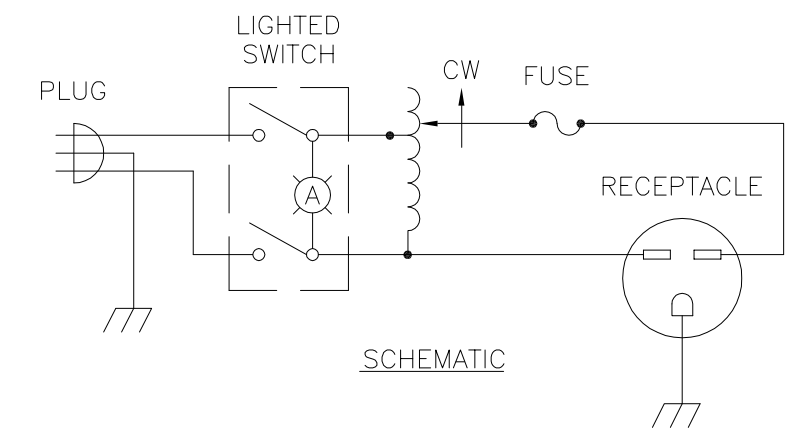 LIGHTED
SWITCH
PLUG
CW
FUSE
A
RECEPTACLE
SCHEMATIC